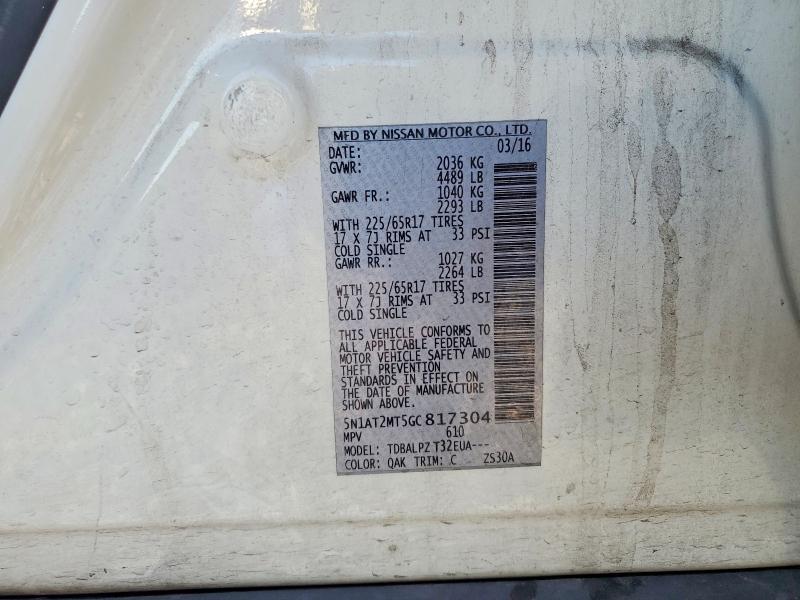 MFD BY NISSAN MOTOR CO., LTD.
DATE: 03/16
GVWR: 2036 KG
4489 LB
GAWR FR.: 1040 KG
2293 LB
WITH 225/65R17 TIRES
17 X 7J RIMS AT 33 PSI
COLD SINGLE
GAWR RR.: 1027 KG
2264 LB
WITH 225/65R17 TIRES
17 X 7J RIMS AT 33 PSI
COLD SINGLE
THIS VEHICLE CONFORMS TO
ALL APPLICABLE FEDERAL
MOTOR VEHICLE SAFETY AND
THEFT PREVENTION
STANDARDS IN EFFECT ON
THE DATE OF MANUFACTURE
SHOWN ABOVE.
5N1AT2MT5GC817304
MPV 610
MODEL: TDBALPZ T32EUA---
COLOR: QAK TRIM: C ZS30A